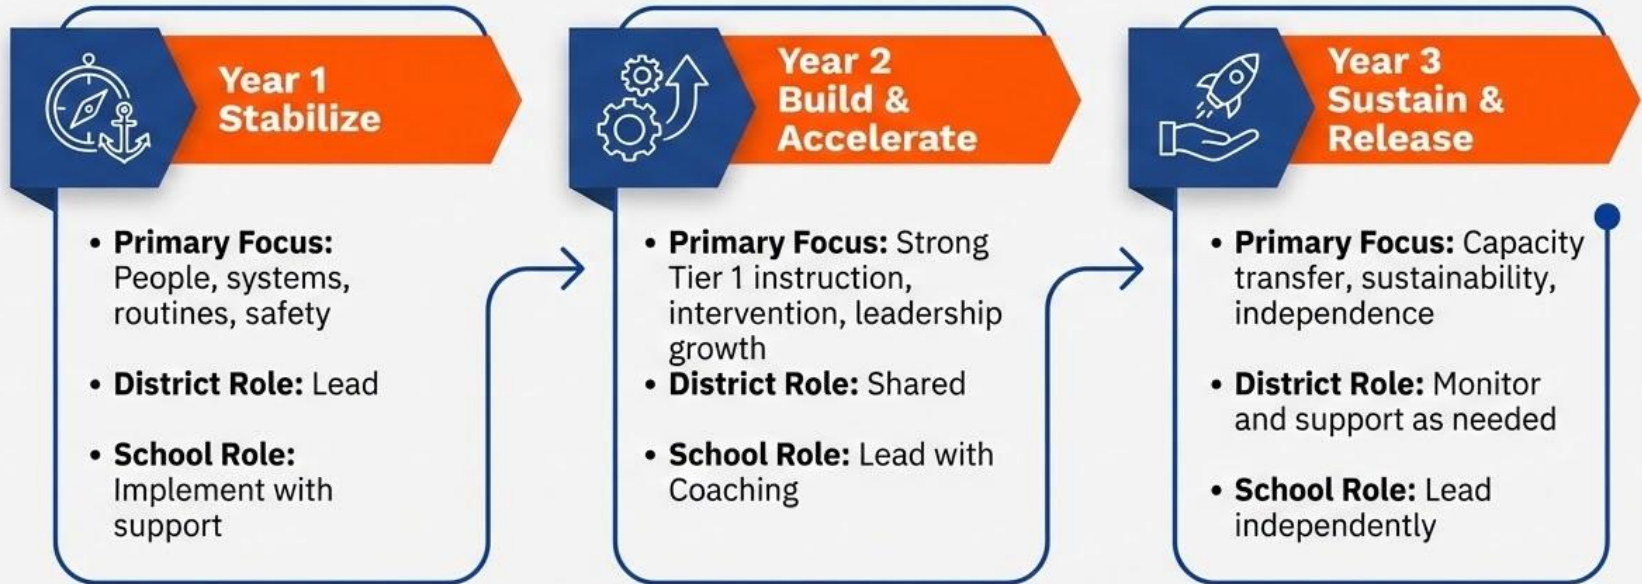 Year 1
Stabilize
• Primary Focus:
People, systems,
routines, safety
• District Role: Lead
• School Role:
Implement with
support
Year 2
Build &
Accelerate
• Primary Focus: Strong
Tier 1 instruction,
intervention, leadership
growth
• District Role: Shared
• School Role: Lead with
Coaching
Year 3
Sustain &
Release
• Primary Focus: Capacity
transfer, sustainability,
independence
• District Role: Monitor
and support as needed
• School Role: Lead
independently